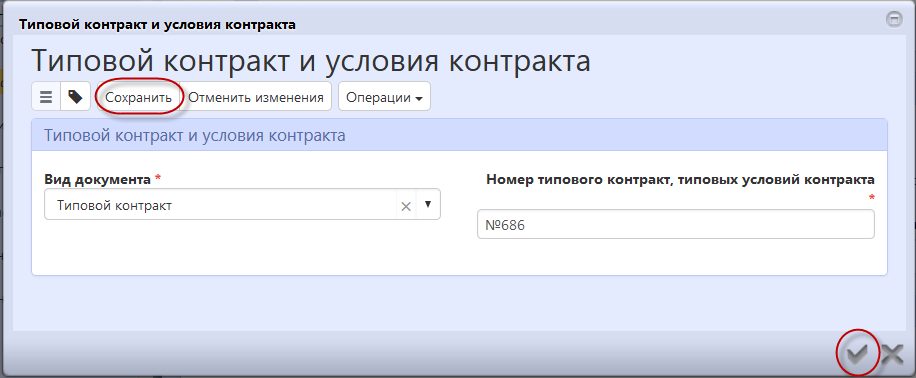 Типовой контракт и условия контракта
Типовой контракт и условия контракта
Сохранить Отменить изменения Операции
Типовой контракт и условия контракта
Вид документа * Номер типового контракт, типовых условий контракта
*
Типовой контракт
№686